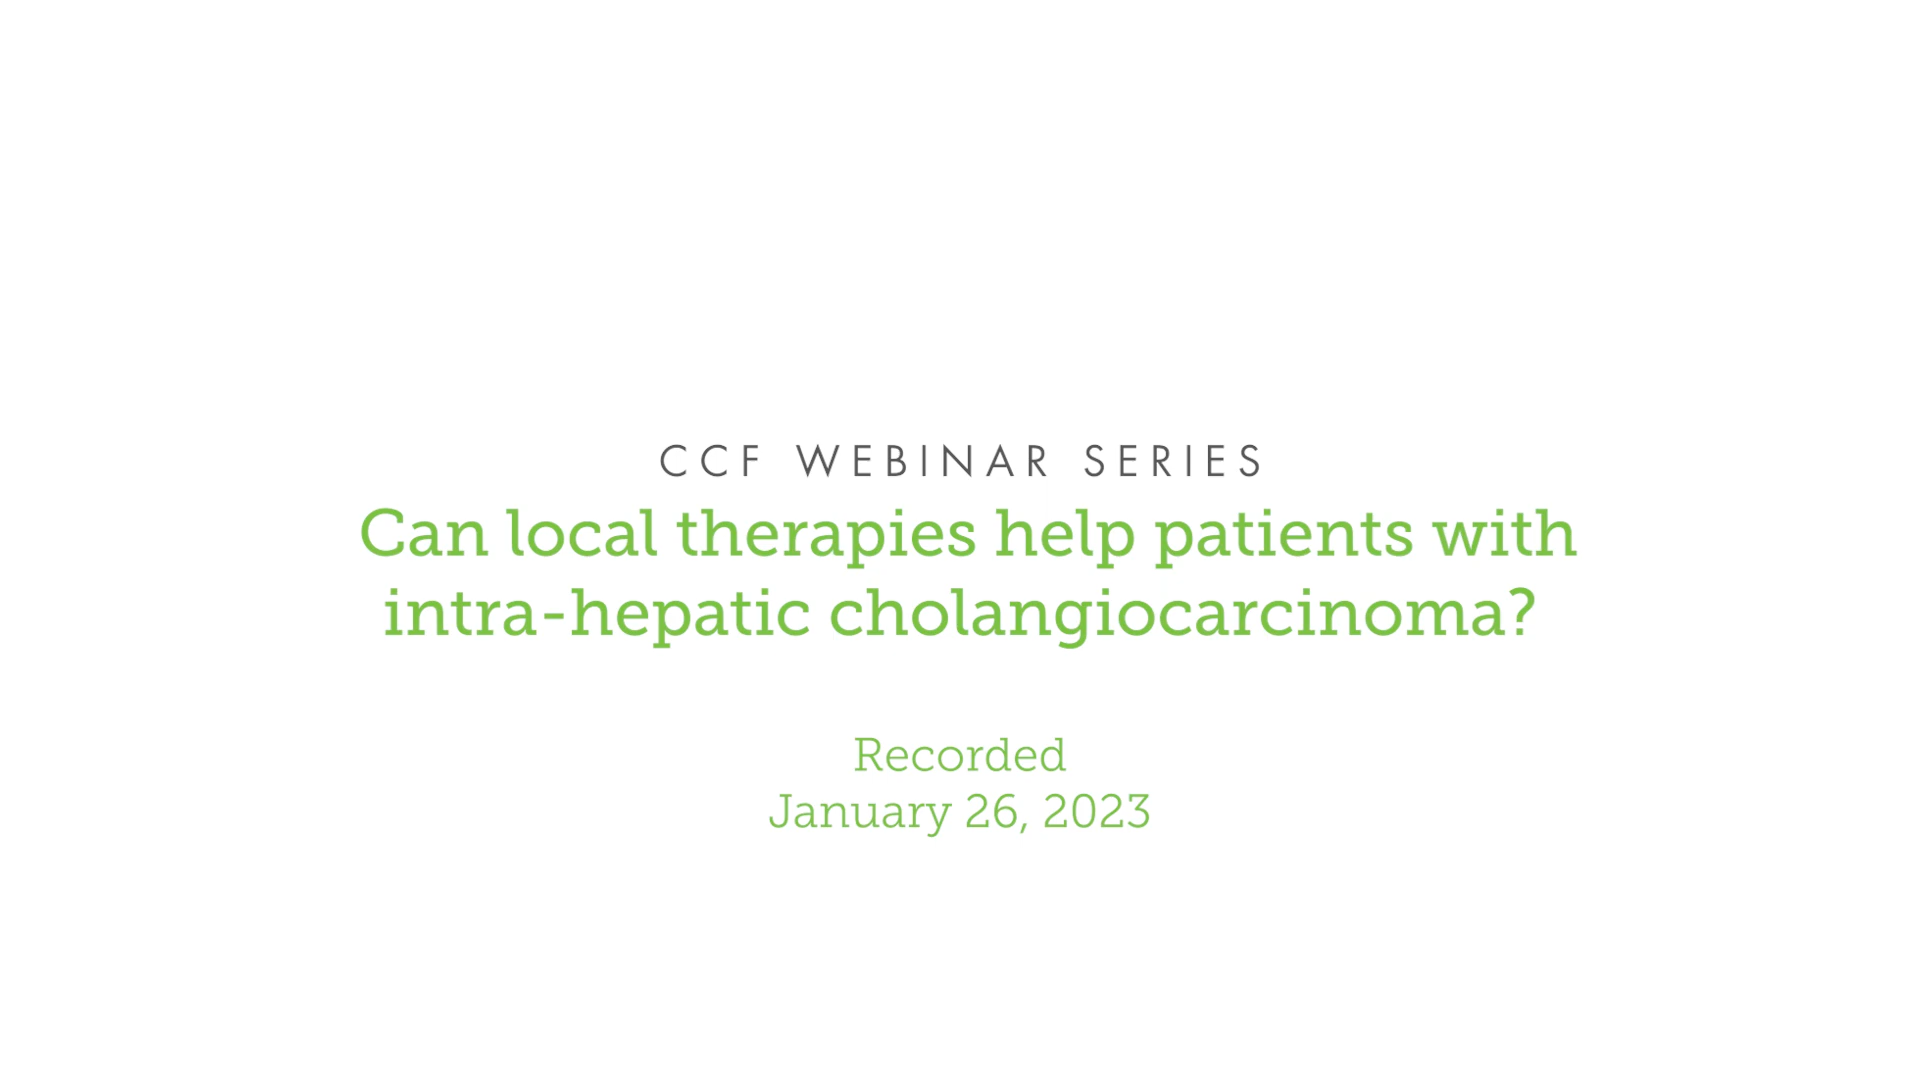 CCF WEBINAR SERIES
Can local therapies help patients with
intra-hepatic cholangiocarcinoma?
Recorded
January 26, 2023